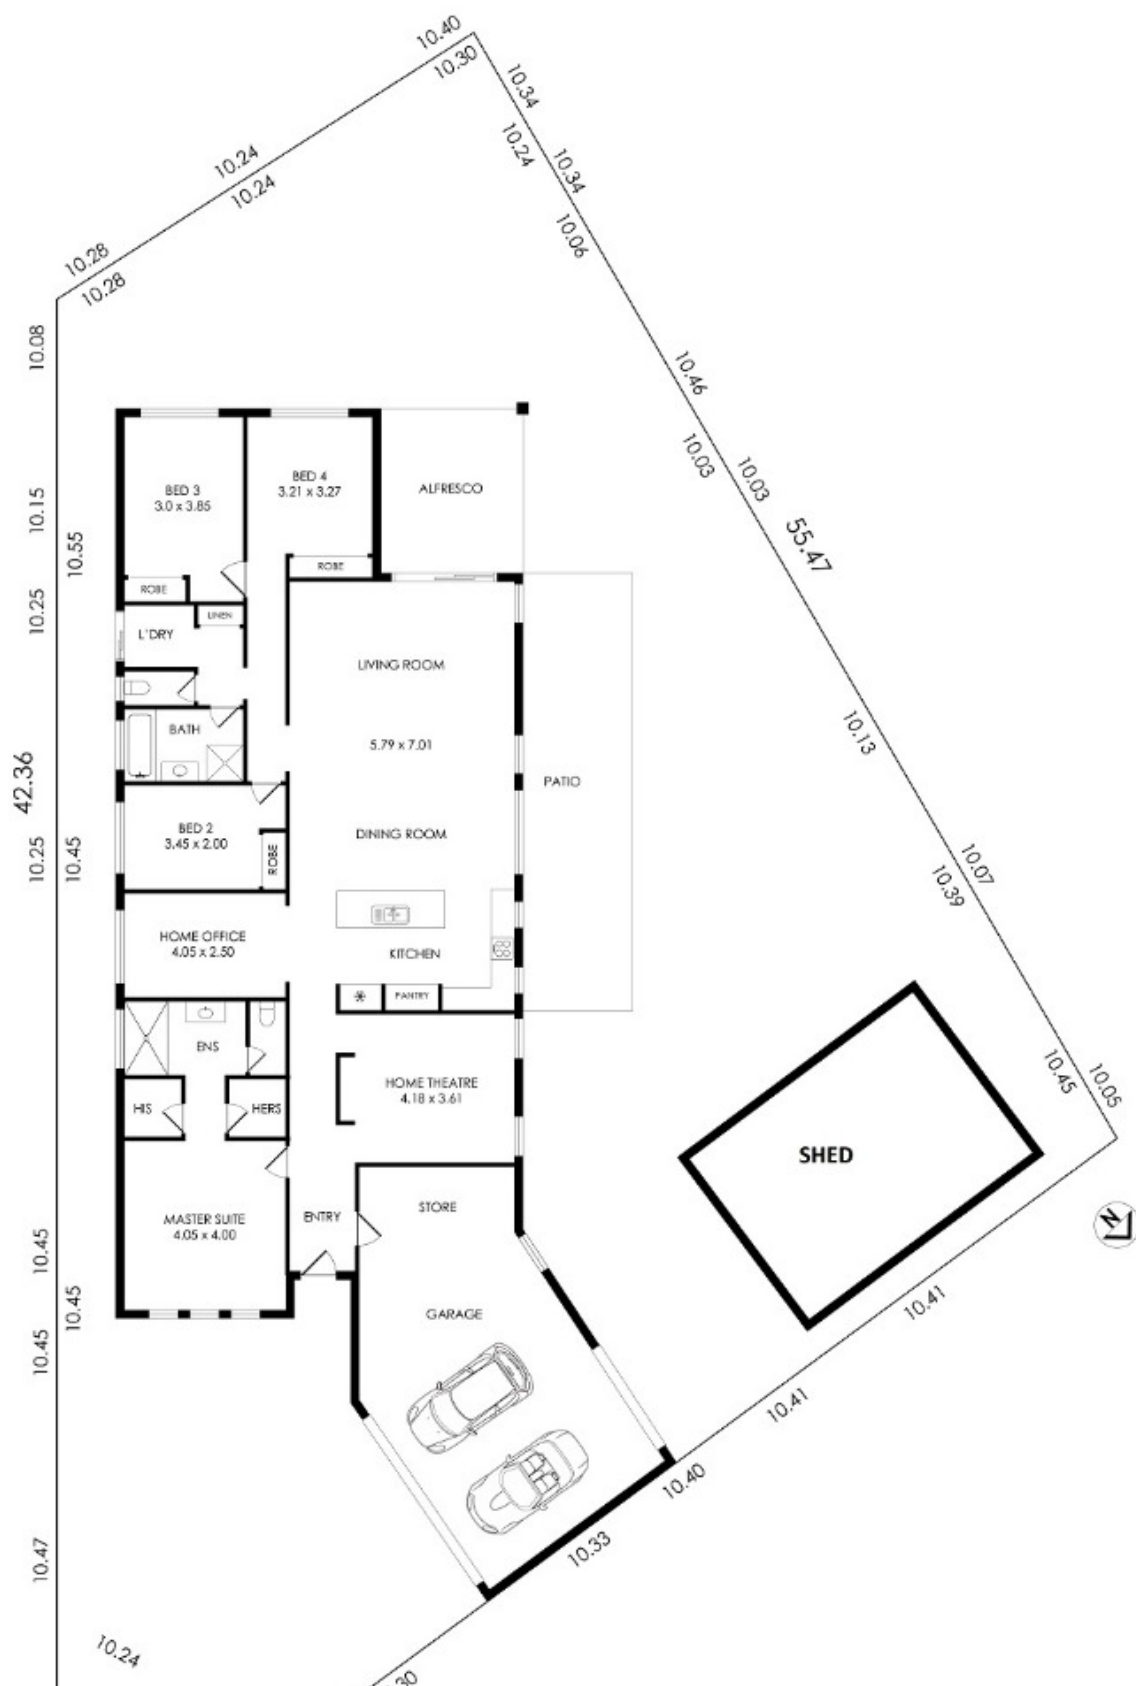 10.40
10.30
10.34
10.24
10.34
10.24
10.24
10.06
10.28
10.28
10.08
10.46
10.03
10.03
55.47
BED 3
3.0 x 3.85
BED 4
3.21 x 3.27
ALFRESCO
10.15
10.55
ROBE
ROBE
10.25
LINEN
L'DRY
LIVING ROOM
BATH
5.79 x 7.01
10.13
42.36
PATIO
BED 2
3.45 x 2.00
DINING ROOM
ROBE
10.25
10.45
10.07
10.39
HOME OFFICE
4.05 x 2.50
KITCHEN
PANTRY
ENS
HOME THEATRE
4.18 x 3.61
10.45
10.05
HIS
HERS
SHED
MASTER SUITE
4.05 x 4.00
ENTRY
STORE
N
10.45
10.45
10.45
GARAGE
10.41
10.41
10.40
10.33
10.47
10.24